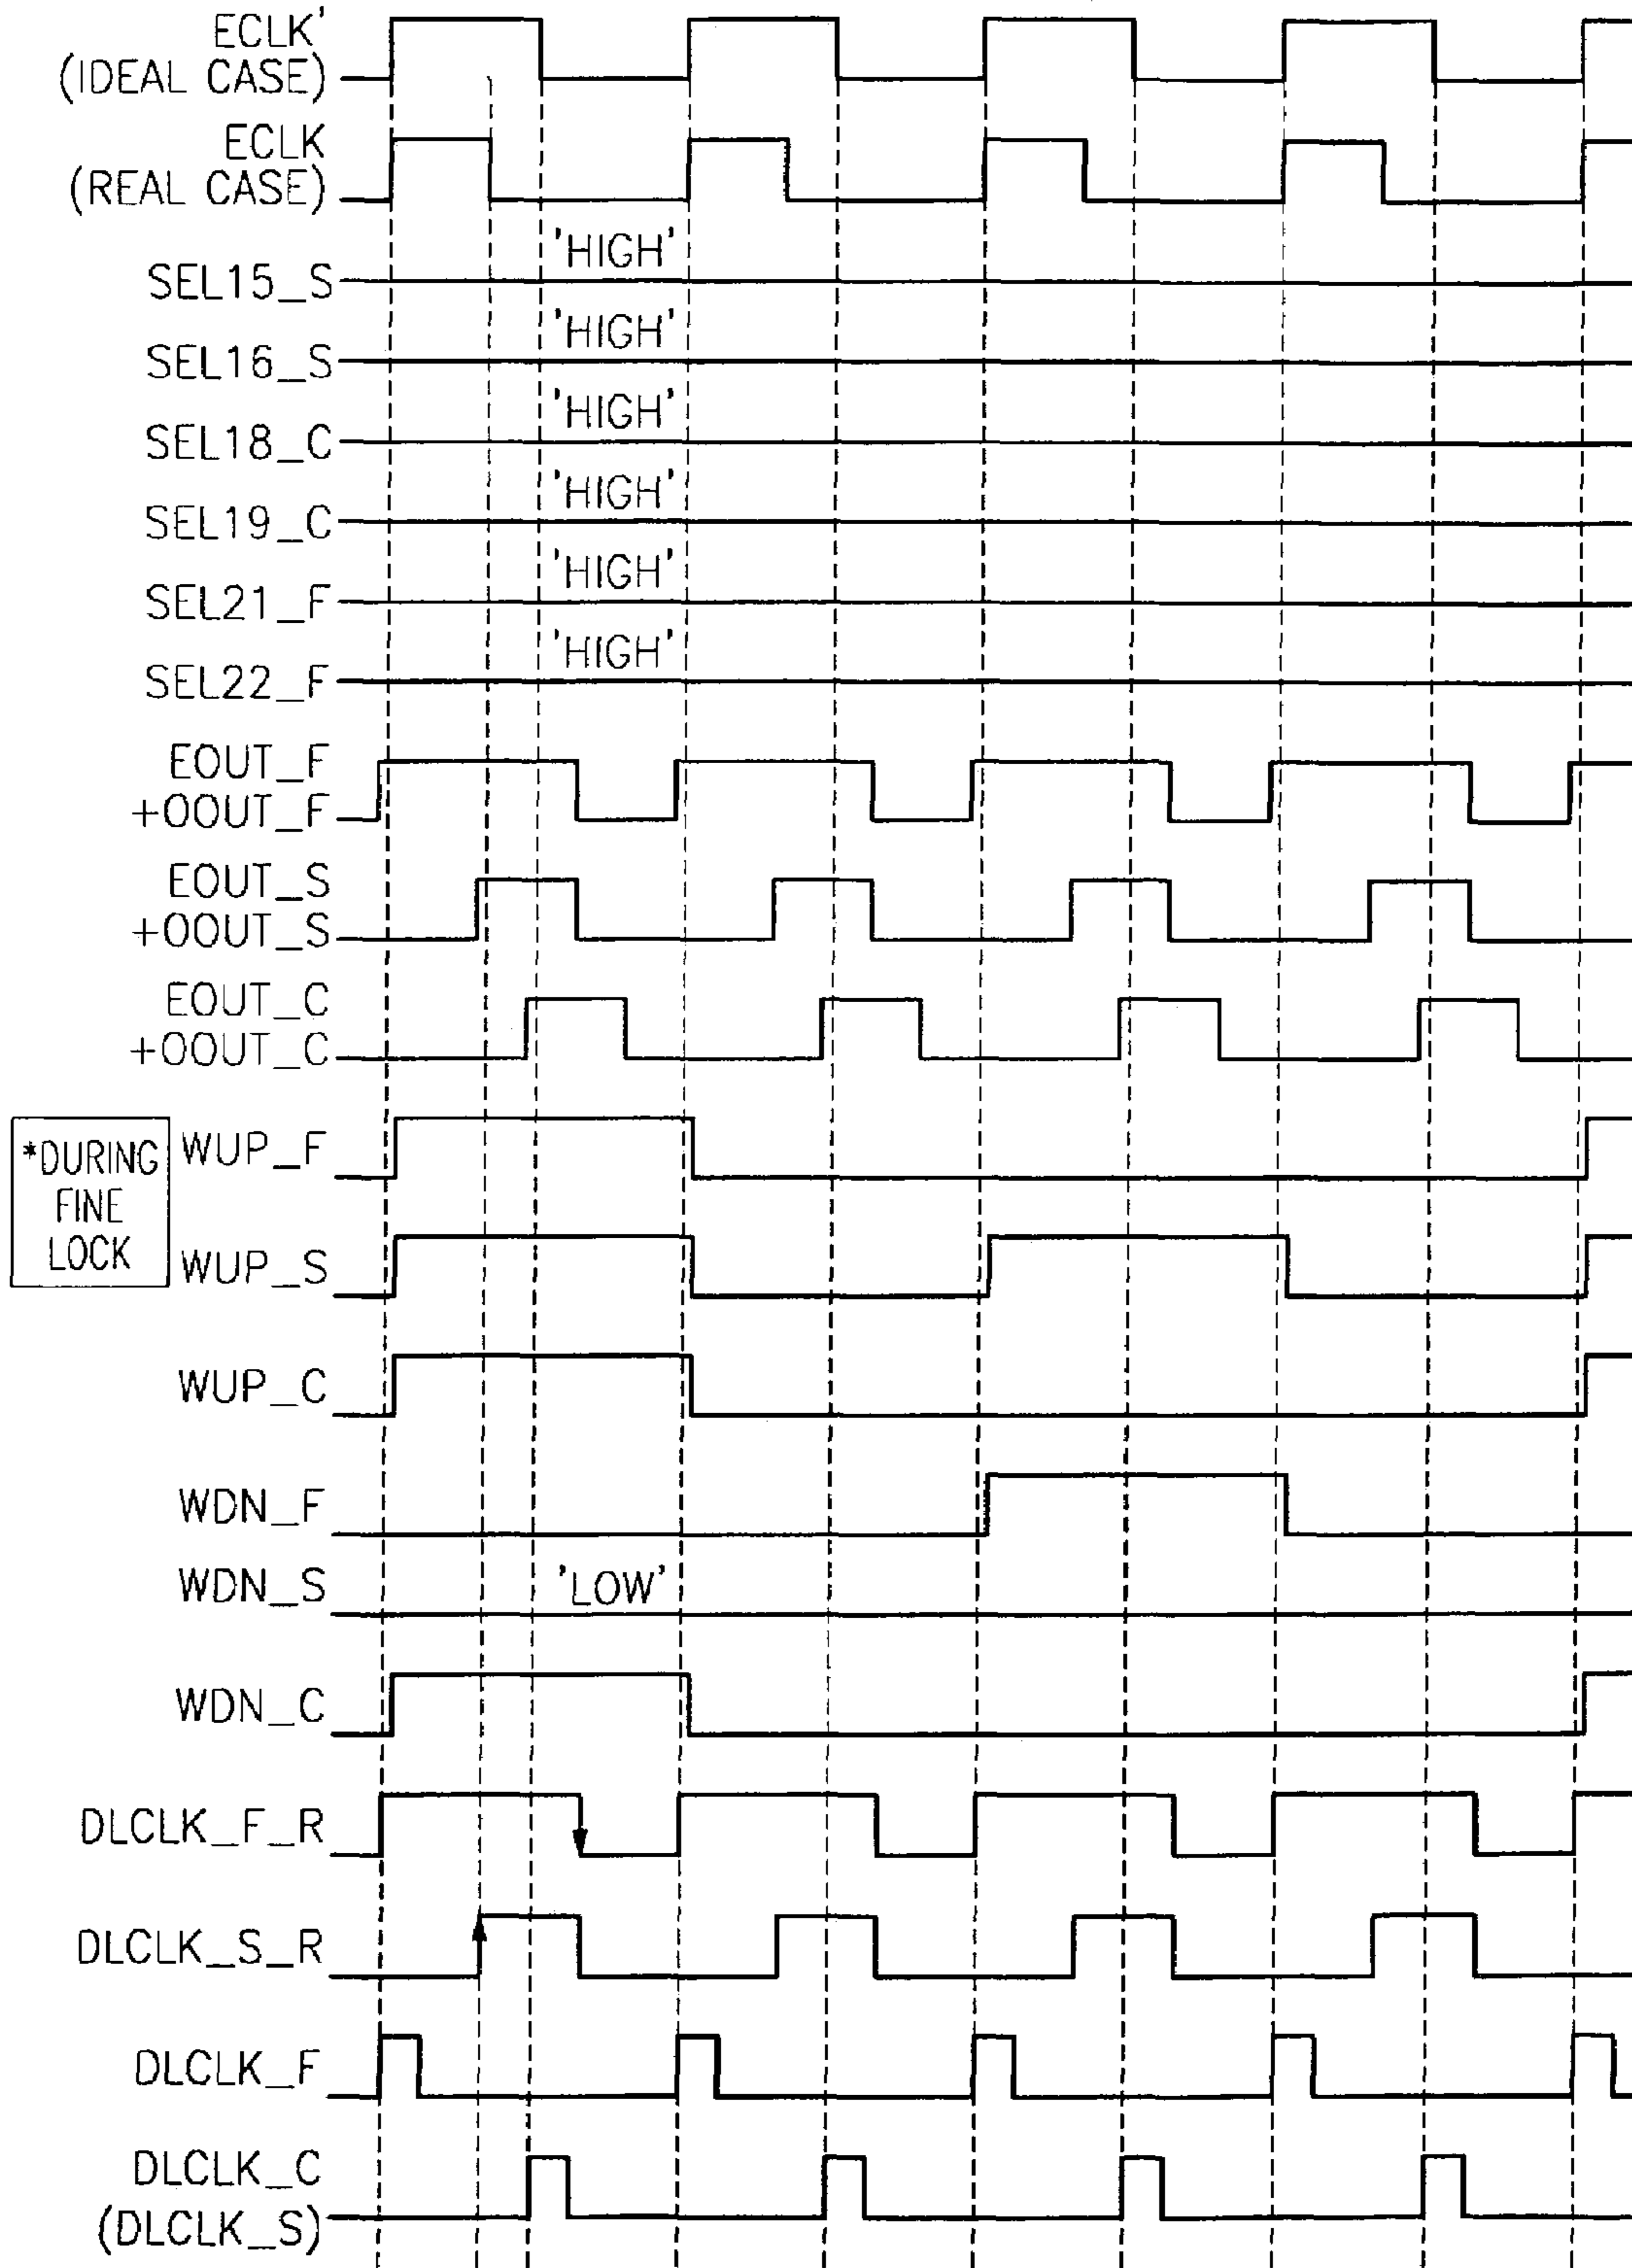 ECLK'
(IDEAL CASE)
ECLK
(REAL CASE)
'HIGH'
SEL15_S
'HIGH'
SEL16_S
'HIGH'
SEL18_C
'HIGH'
SEL19_C
'HIGH'
SEL21_F
'HIGH'
SEL22_F
EOUT_F
+OOUT_F
EOUT_S
+OOUT_S
EOUT_C
+OOUT_C
*DURING
FINE
LOCK
WUP_F
WUP_S
WUP_C
WDN_F
WDN_S
'LOW'
WDN_C
DLCLK_F_R
DLCLK_S_R
DLCLK_F
DLCLK_C
(DLCLK_S)